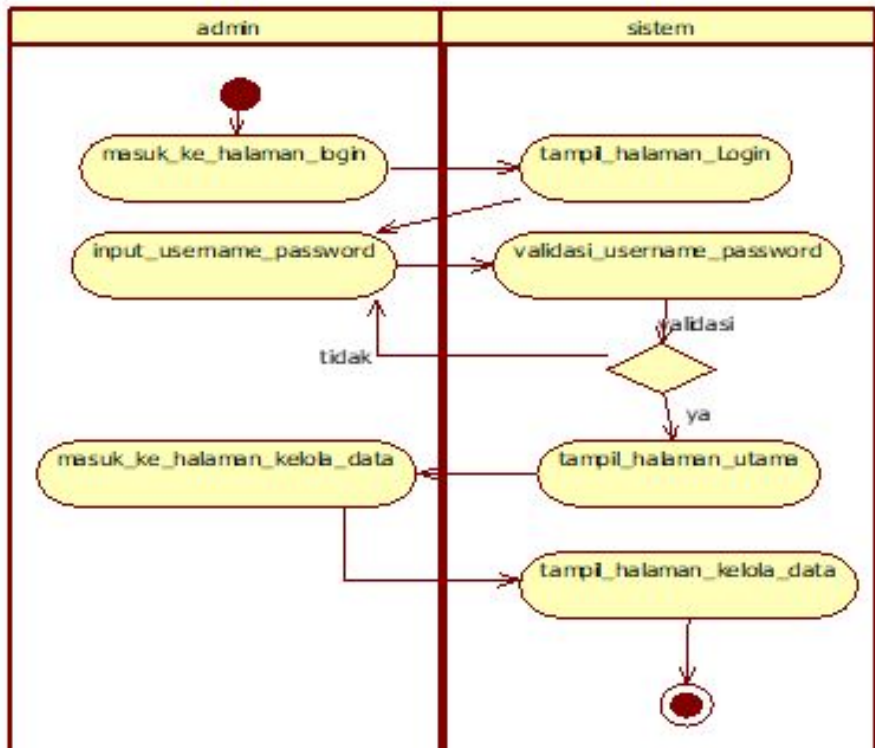 admin
sistem
masuk_ke_halaman_login
tampil_halaman_Login
input_username_password
validasi_username_password
validasi
tidak
ya
masuk_ke_halaman_kelola_data
tampil_halaman_utama
tampil_halaman_kelola_data